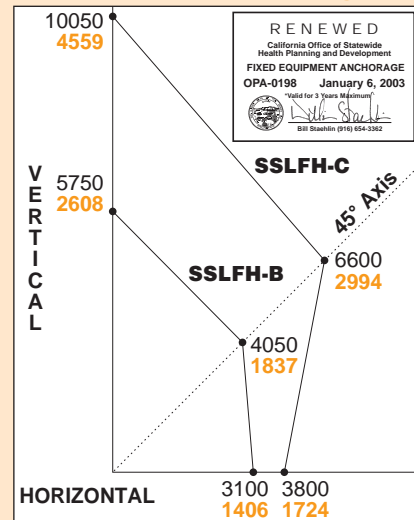 10050
4559
RENEWED
California Office of Statewide
Health Planning and Development
FIXED EQUIPMENT ANCHORAGE
OPA-0198 January 6, 2003
*Valid for 3 Years Maximum*
Bill Staehlin (916) 654-3362
SSLFH-C
45° Axis
VERTICAL
5750
2608
SSLFH-B
6600
2994
4050
1837
HORIZONTAL
3100
1406
3800
1724